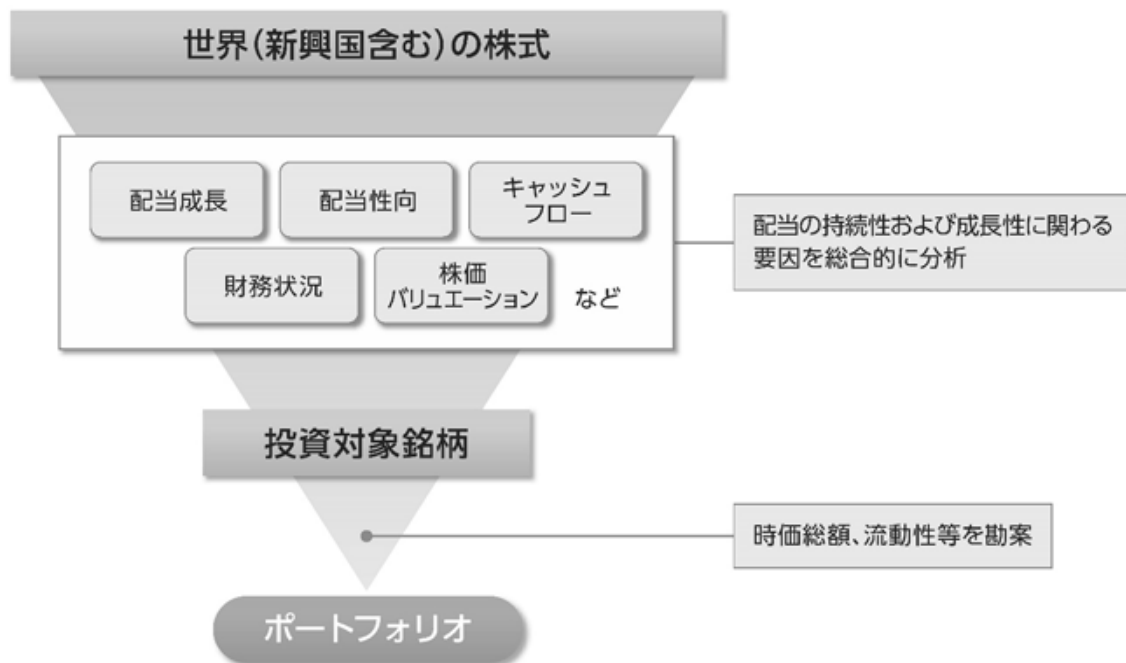 世界(新興国含む)の株式
配当成長
配当性向
キャッシュ
フロー
財務状況
株価
バリュエーション
など
配当の持続性および成長性に関わる
要因を総合的に分析
投資対象銘柄
時価総額、流動性等を勘案
ポートフォリオ